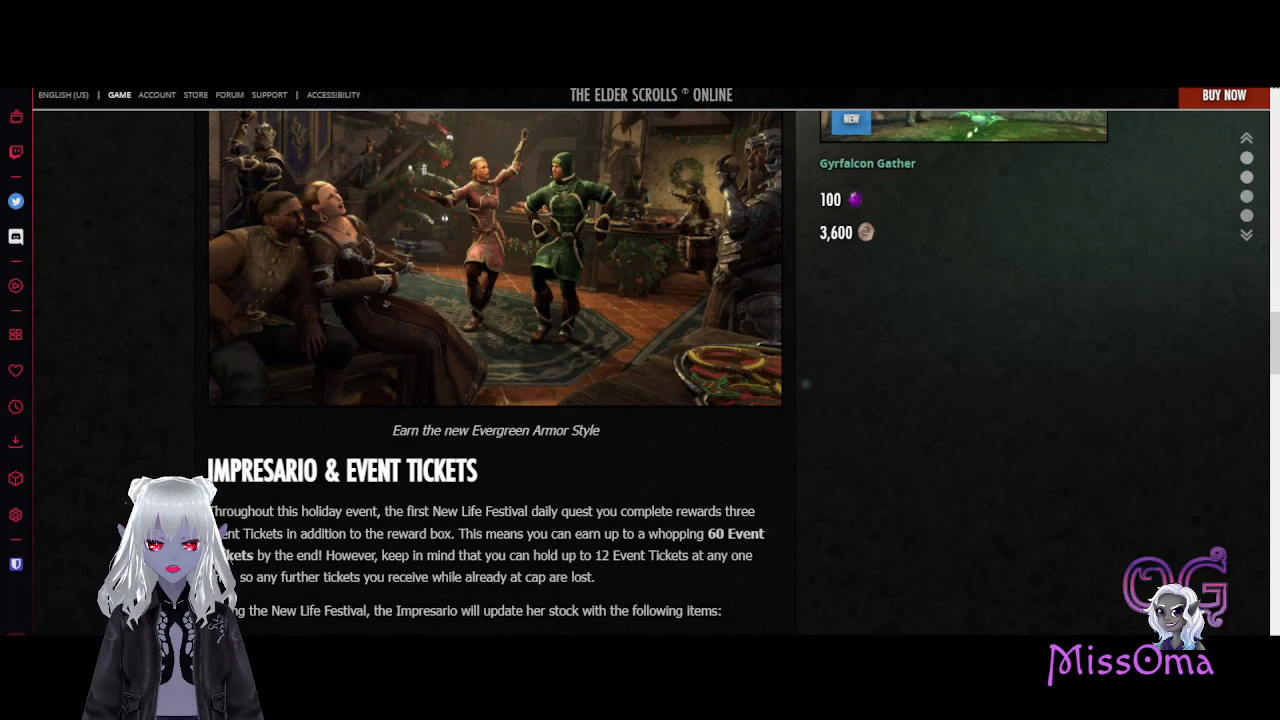 ENGLISH (US) | GAME ACCOUNT STORE FORUM SUPPORT | ACCESSIBILITY
THE ELDER SCROLLS ® ONLINE
BUY NOW
NEW
Gyrfalcon Gather
100
3,600
Earn the new Evergreen Armor Style
IMPRESARIO & EVENT TICKETS
Throughout this holiday event, the first New Life Festival daily quest you complete rewards three
Tickets in addition to the reward box. This means you can earn up to a whopping 60 Event
by the end! However, keep in mind that you can hold up to 12 Event Tickets at any one
so any further tickets you receive while already at cap are lost.
the New Life Festival, the Impresario will update her stock with the following items:
OG
MissOma